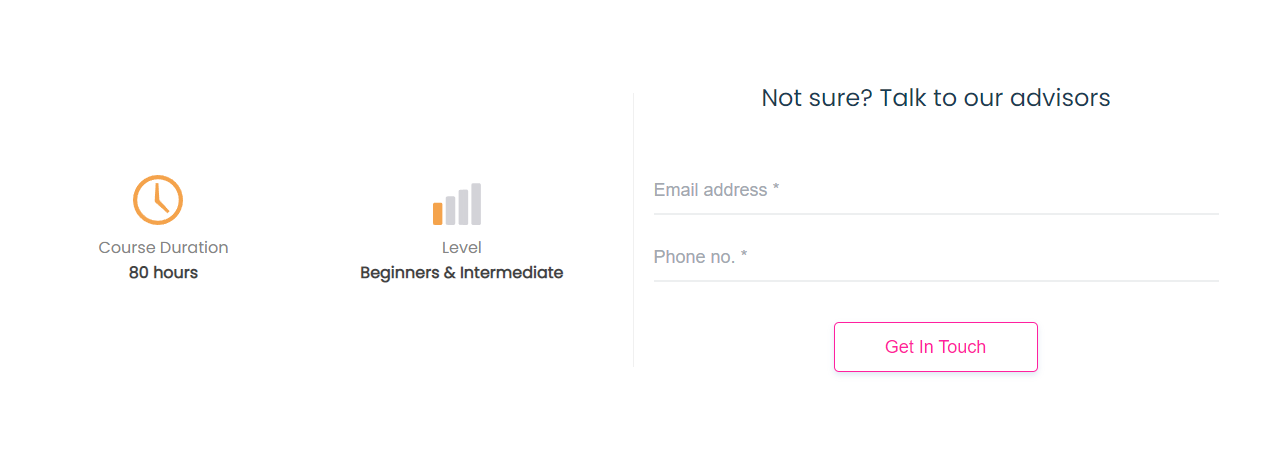 Course Duration
80 hours
Level
Beginners & Intermediate
Not sure? Talk to our advisors
Email address *
Phone no. *
Get In Touch